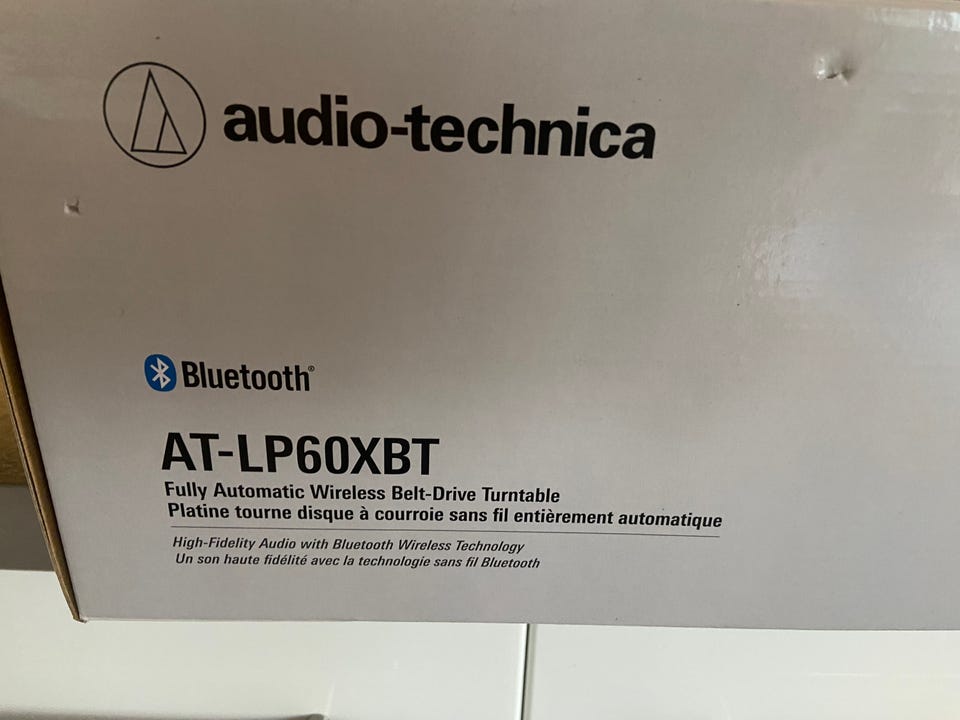 audio-technica
Bluetooth®
AT-LP60XBT
Fully Automatic Wireless Belt-Drive Turntable
Platine tourne disque à courroie sans fil entièrement automatique
High-Fidelity Audio with Bluetooth Wireless Technology
Un son haute fidélité avec la technologie sans fil Bluetooth